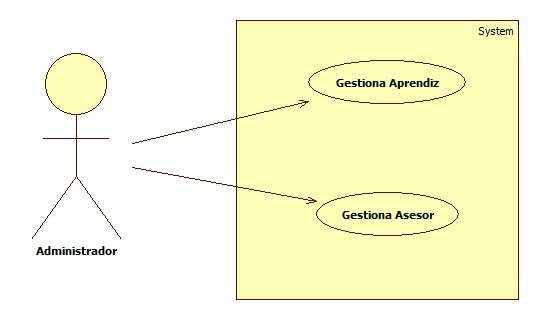 System
Gestiona Aprendiz
Gestiona Asesor
Administrador